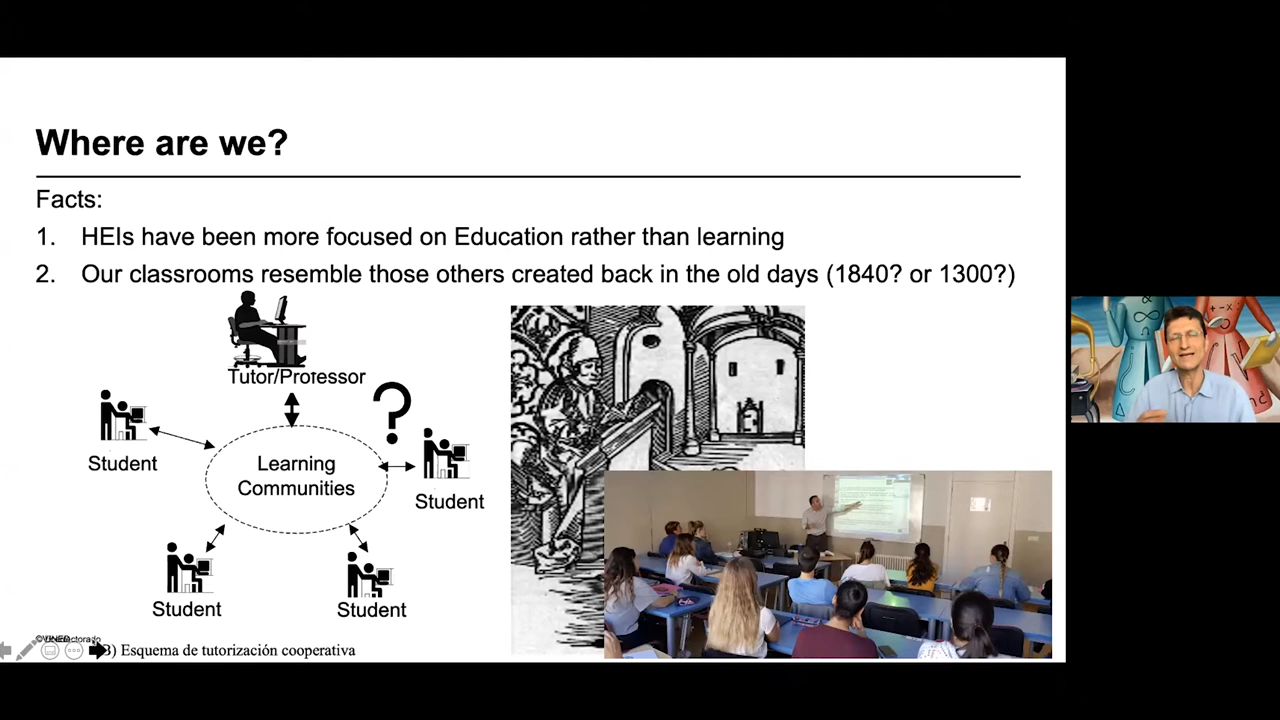 Where are we?
Facts:
1. HEIs have been more focused on Education rather than learning
2. Our classrooms resemble those others created back in the old days (1840? or 1300?)
Tutor/Professor
?
Student
Learning
Communities
Student
Student
Student
) Esquema de tutorización cooperativa